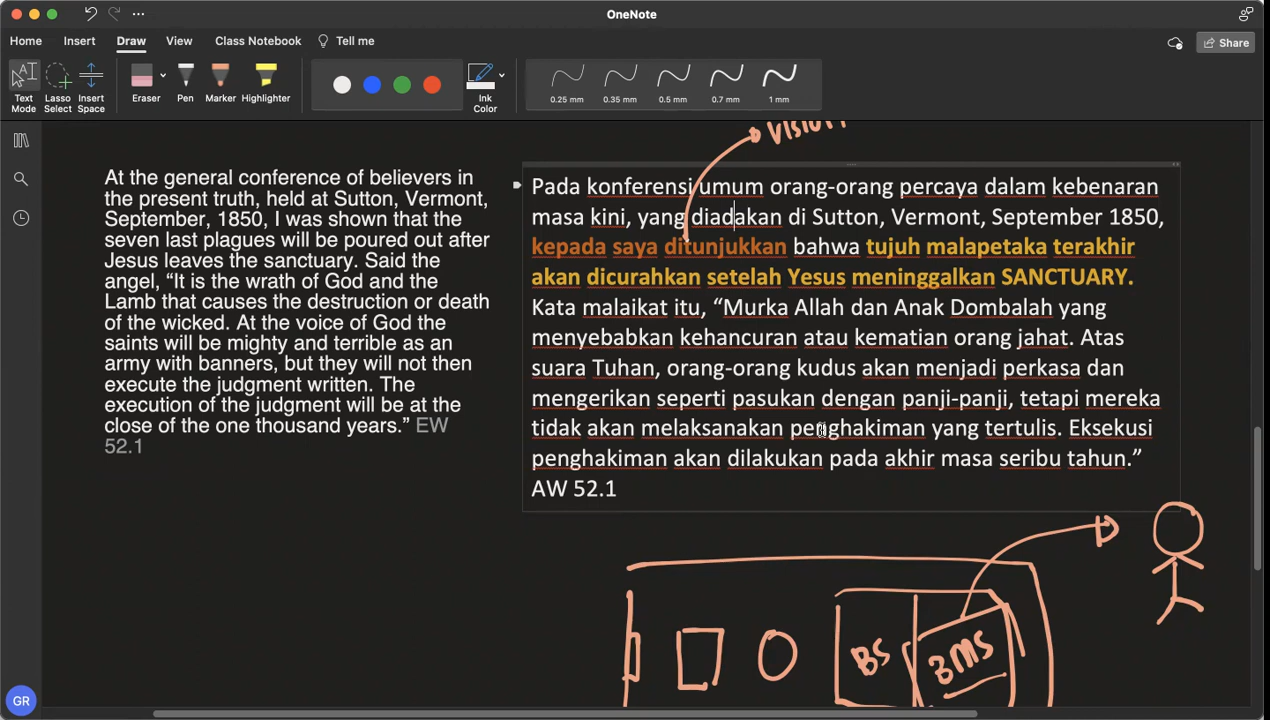 OneNote
Home Insert Draw View Class Notebook Tell me
Share
Text Mode
Lasso Select
Insert Space
Eraser
Pen
Marker
Highlighter
Ink Color
0.25 mm
0.35 mm
0.5 mm
0.7 mm
1 mm
At the general conference of believers in
the present truth, held at Sutton, Vermont,
September, 1850, I was shown that the
seven last plagues will be poured out after
Jesus leaves the sanctuary. Said the
angel, “It is the wrath of God and the
Lamb that causes the destruction or death
of the wicked. At the voice of God the
saints will be mighty and terrible as an
army with banners, but they will not then
execute the judgment written. The
execution of the judgment will be at the
close of the one thousand years.” EW
52.1
Pada konferensi umum orang-orang percaya dalam kebenaran
masa kini, yang diadakan di Sutton, Vermont, September 1850,
kepada saya ditunjukkan bahwa tujuh malapetaka terakhir
akan dicurahkan setelah Yesus meninggalkan SANCTUARY.
Kata malaikat itu, “Murka Allah dan Anak Dombalah yang
menyebabkan kehancuran atau kematian orang jahat. Atas
suara Tuhan, orang-orang kudus akan menjadi perkasa dan
mengerikan seperti pasukan dengan panji-panji, tetapi mereka
tidak akan melaksanakan penghakiman yang tertulis. Eksekusi
penghakiman akan dilakukan pada akhir masa seribu tahun.”
AW 52.1
BS
BMS
GR